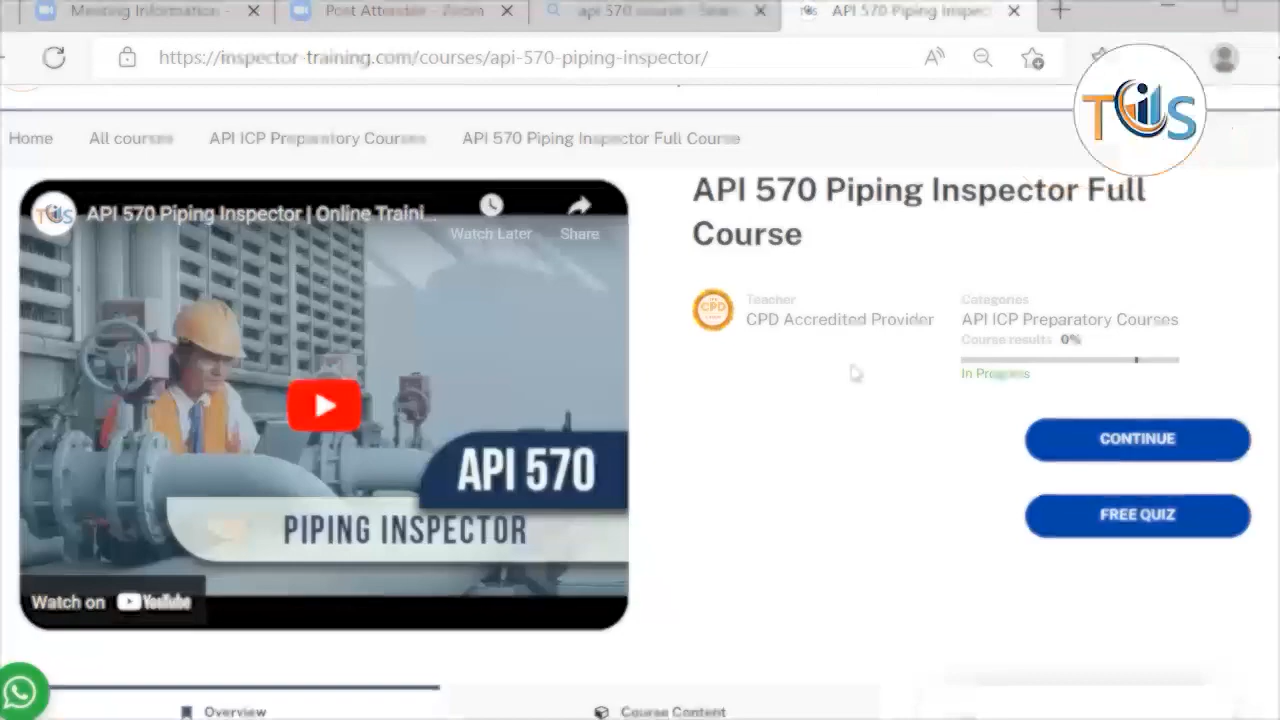 Meeting Information -
Post Attendee - Zoom
api 570 course - Sear
API 570 Piping Inspec
https://inspector-training.com/courses/api-570-piping-inspector/
TIS
Home
All courses
API ICP Preparatory Courses
API 570 Piping Inspector Full Course
API 570 Piping Inspector | Online Traini...
Watch Later
Share
API 570
PIPING INSPECTOR
Watch on YouTube
API 570 Piping Inspector Full
Course
CPD
Teacher
CPD Accredited Provider
Categories
API ICP Preparatory Courses
Course results 0%
In Progress
CONTINUE
FREE QUIZ
Overview
Course Content